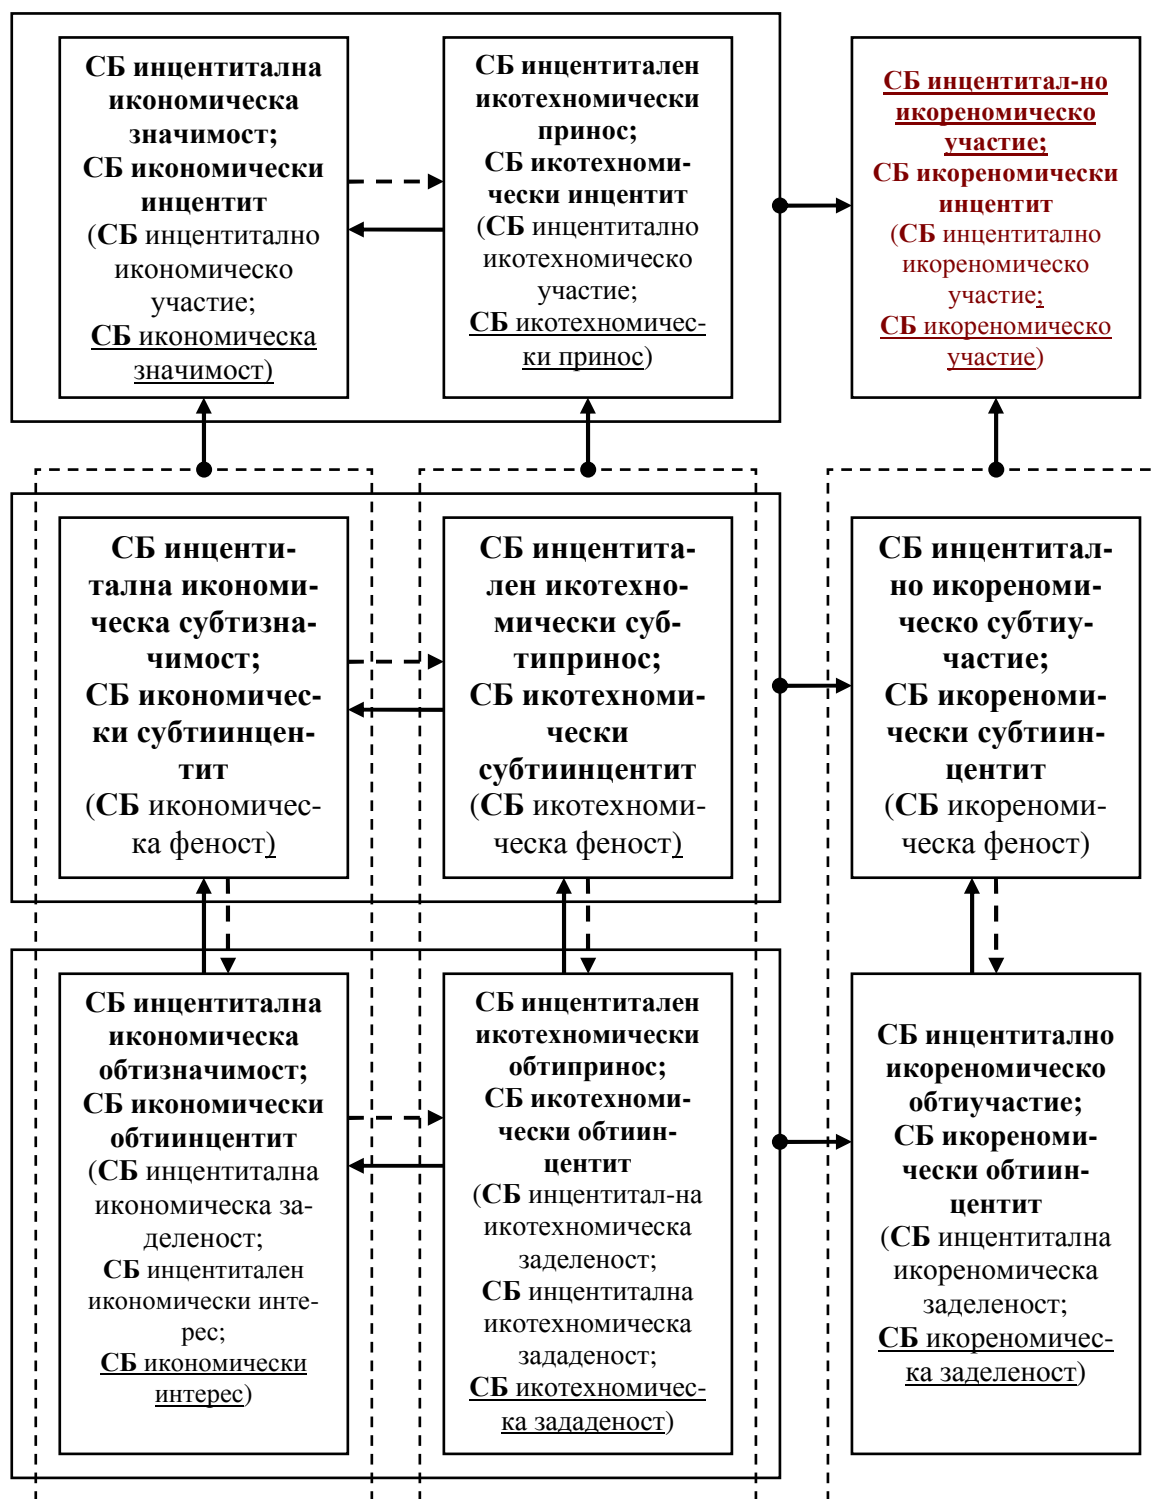 СБ инцентитална
икономическа
значимост;
СБ икономически
инцентит
(СБ инцентитално
икономическо
участие;
СБ икономическа
значимост)
СБ инцентитален
икотехномически
принос;
СБ икотехноми-
чески инцентит
(СБ инцентитално
икотехномическо
участие;
СБ икотехномичес-
ки принос)
СБ инцентитал-но
икореномическо
участие;
СБ икореномически
инцентит
(СБ инцентитално
икореномическо
участие;
СБ икореномическо
участие)
СБ инценти-
тална икономи-
ческа субтизна-
чимост;
СБ икономичес-
ки субтиинцен-
тит
(СБ икономичес-
ка феност)
СБ инцентита-
лен икотехно-
мически суб-
типринос;
СБ икотехноми-
чески
субтиинцентит
(СБ икотехноми-
ческа феност)
СБ инцентитал-
но икореноми-
ческо субтиу-
частие;
СБ икореноми-
чески субтиин-
центит
(СБ икореноми-
ческа феност)
СБ инцентитална
икономическа
обтизначимост;
СБ икономически
обтиинцентит
(СБ инцентитална
икономическа за-
деленост;
СБ инцентитален
икономически инте-
рес;
СБ икономически
интерес)
СБ инцентитален
икотехномически
обтипринос;
СБ икотехноми-
чески обтиин-
центит
(СБ инцентитал-на
икотехномическа
заделеност;
СБ инцентитална
икотехномическа
зададеност;
СБ икотехномичес-
ка зададеност)
СБ инцентитално
икореномическо
обтиучастие;
СБ икореноми-
чески обтиин-
центит
(СБ инцентитална
икореномическа
заделеност;
СБ икореномичес-
ка заделеност)